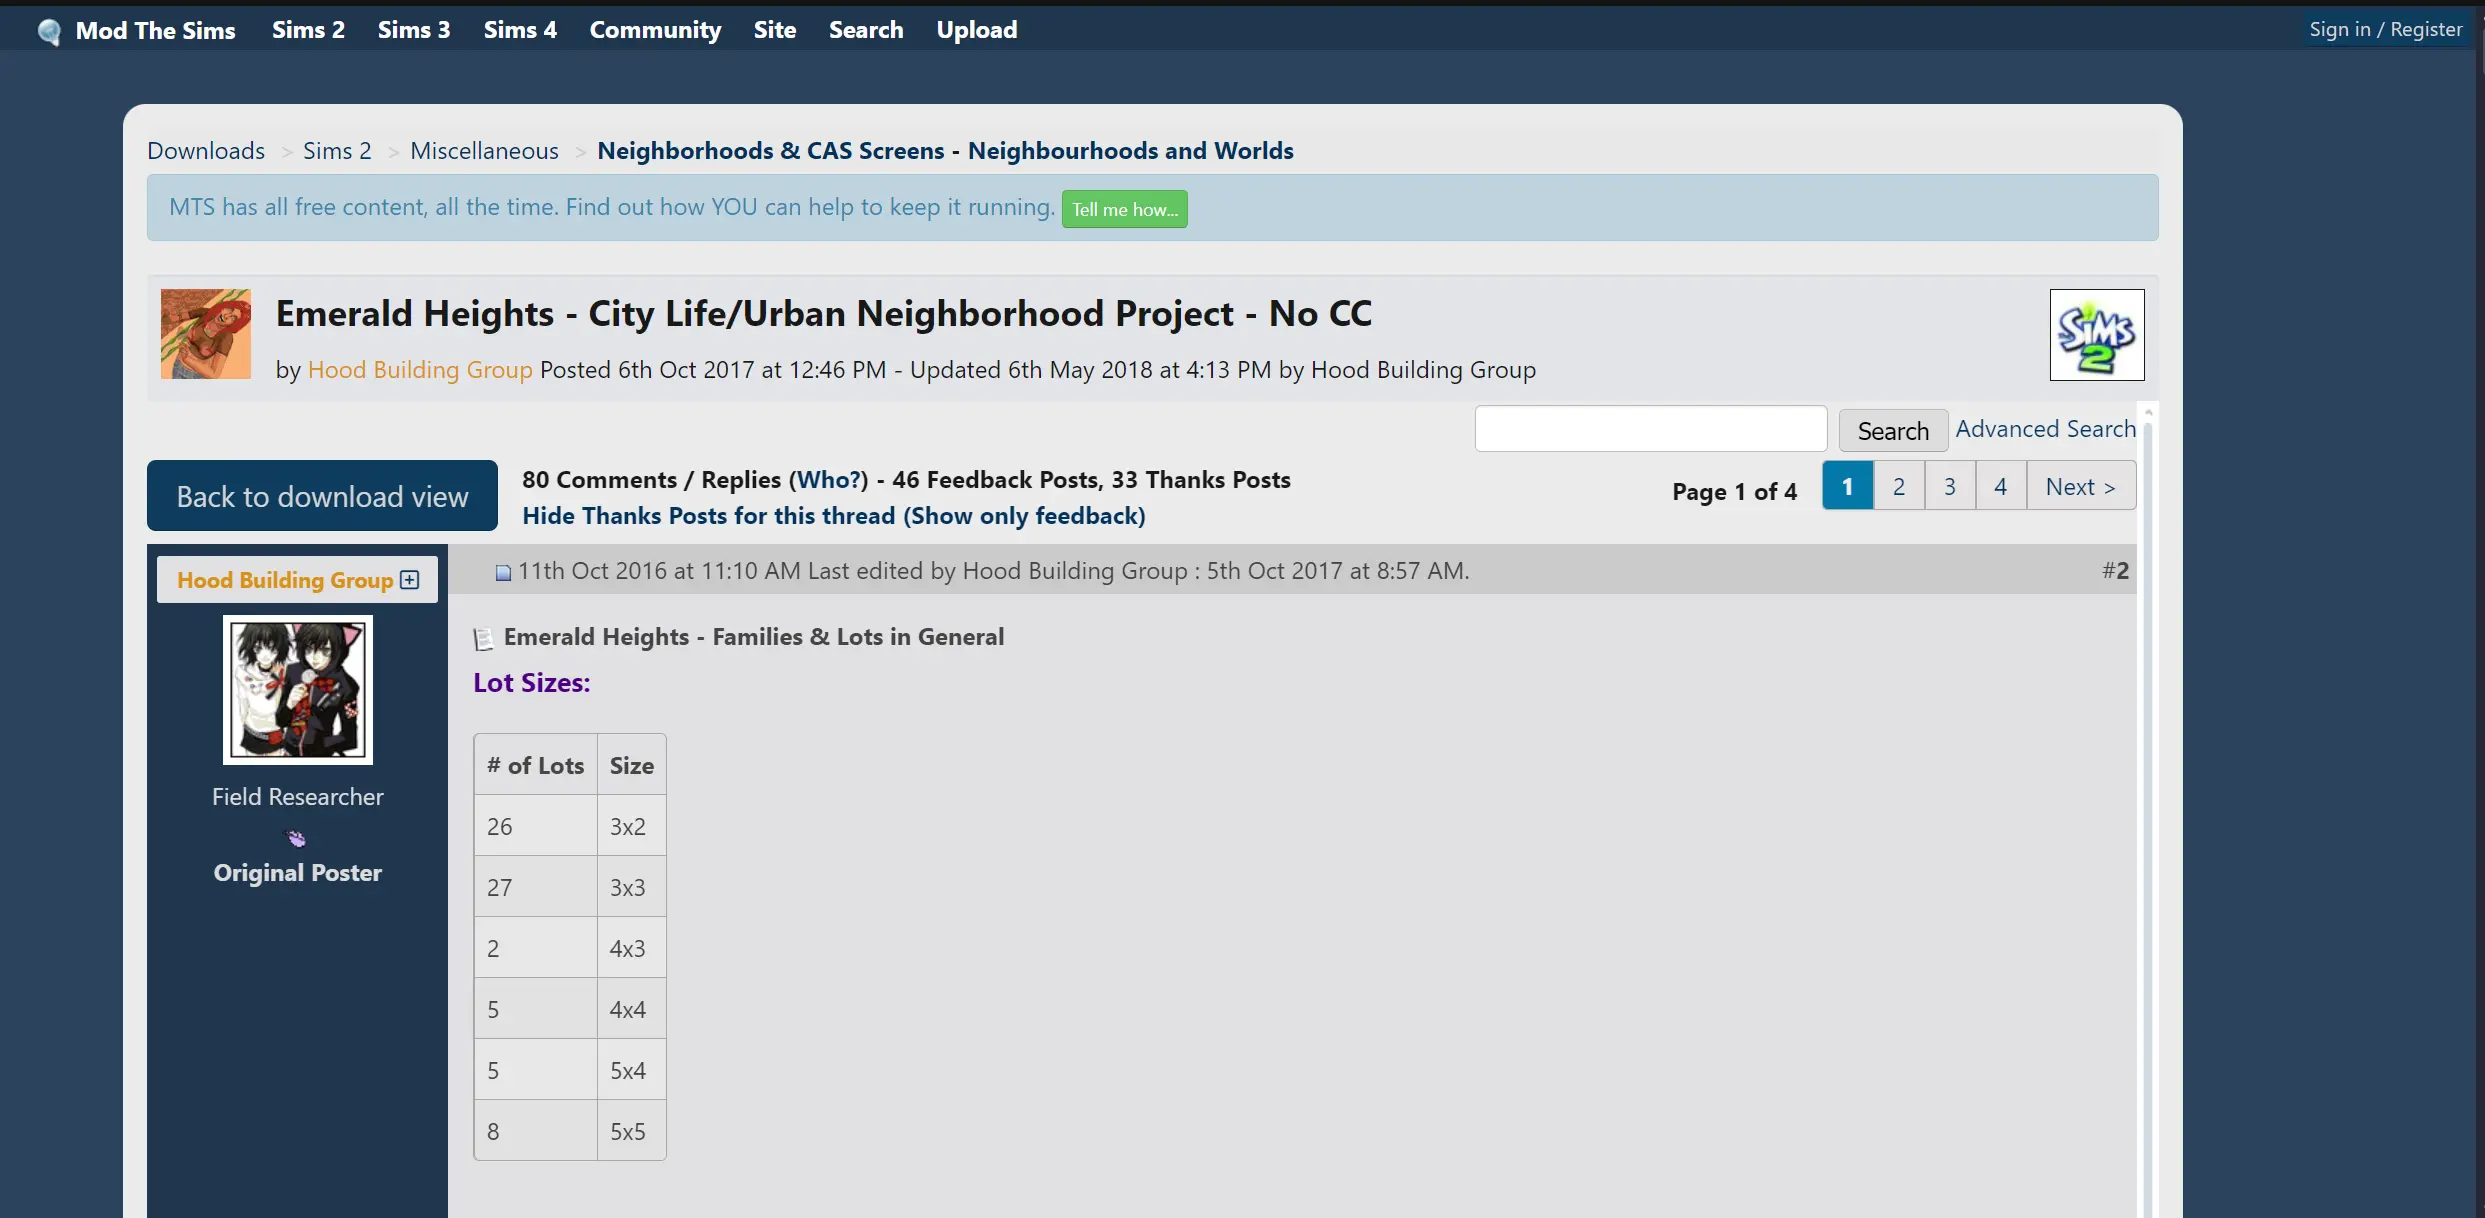 Mod The Sims Sims 2 Sims 3 Sims 4 Community Site Search Upload Sign in / Register
Downloads > Sims 2 > Miscellaneous > Neighborhoods & CAS Screens - Neighbourhoods and Worlds
MTS has all free content, all the time. Find out how YOU can help to keep it running. Tell me how...
Emerald Heights - City Life/Urban Neighborhood Project - No CC
by Hood Building Group Posted 6th Oct 2017 at 12:46 PM - Updated 6th May 2018 at 4:13 PM by Hood Building Group
SiMs 2
Search Advanced Search
Back to download view
80 Comments / Replies (Who?) - 46 Feedback Posts, 33 Thanks Posts
Hide Thanks Posts for this thread (Show only feedback)
Page 1 of 4 1 2 3 4 Next >
Hood Building Group
Field Researcher
Original Poster
11th Oct 2016 at 11:10 AM Last edited by Hood Building Group : 5th Oct 2017 at 8:57 AM. #2
Emerald Heights - Families & Lots in General
Lot Sizes:
# of Lots Size
26 3x2
27 3x3
2 4x3
5 4x4
5 5x4
8 5x5